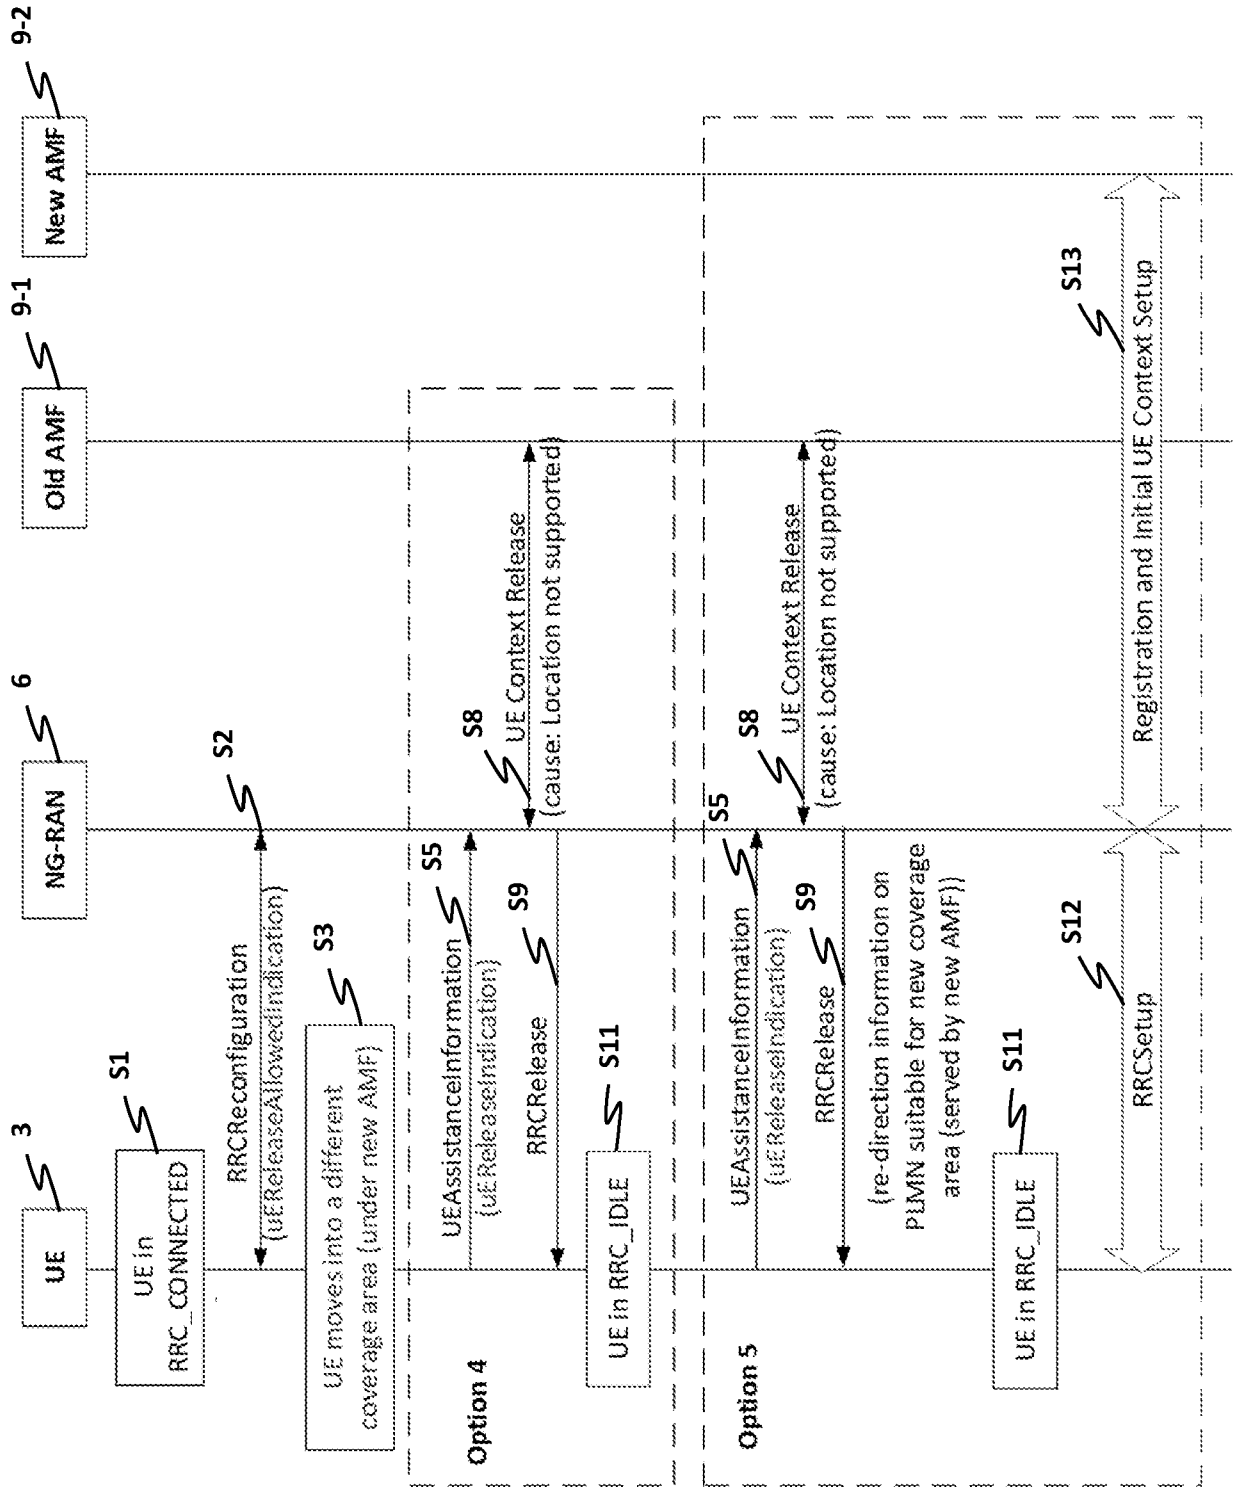 3
6
9-1
9-2
UE
NG-RAN
Old AMF
New AMF
S1
UE in
RRC_CONNECTED
S2
RRCReconfiguration
(uEReleaseAllowedIndication)
S3
UE moves into a different
coverage area (under new AMF)
Option 4
S5
UEAssistanceInformation
(uEReleaseIndication)
S8
UE Context Release
(cause: Location not supported)
S9
RRCRelease
S11
UE in RRC_IDLE
Option 5
S5
UEAssistanceInformation
(uEReleaseIndication)
S8
UE Context Release
(cause: Location not supported)
S9
RRCRelease
(re-direction information on
PLMN suitable for new coverage
area (served by new AMF))
S11
UE in RRC_IDLE
S12
RRCSetup
S13
Registration and Initial UE Context Setup